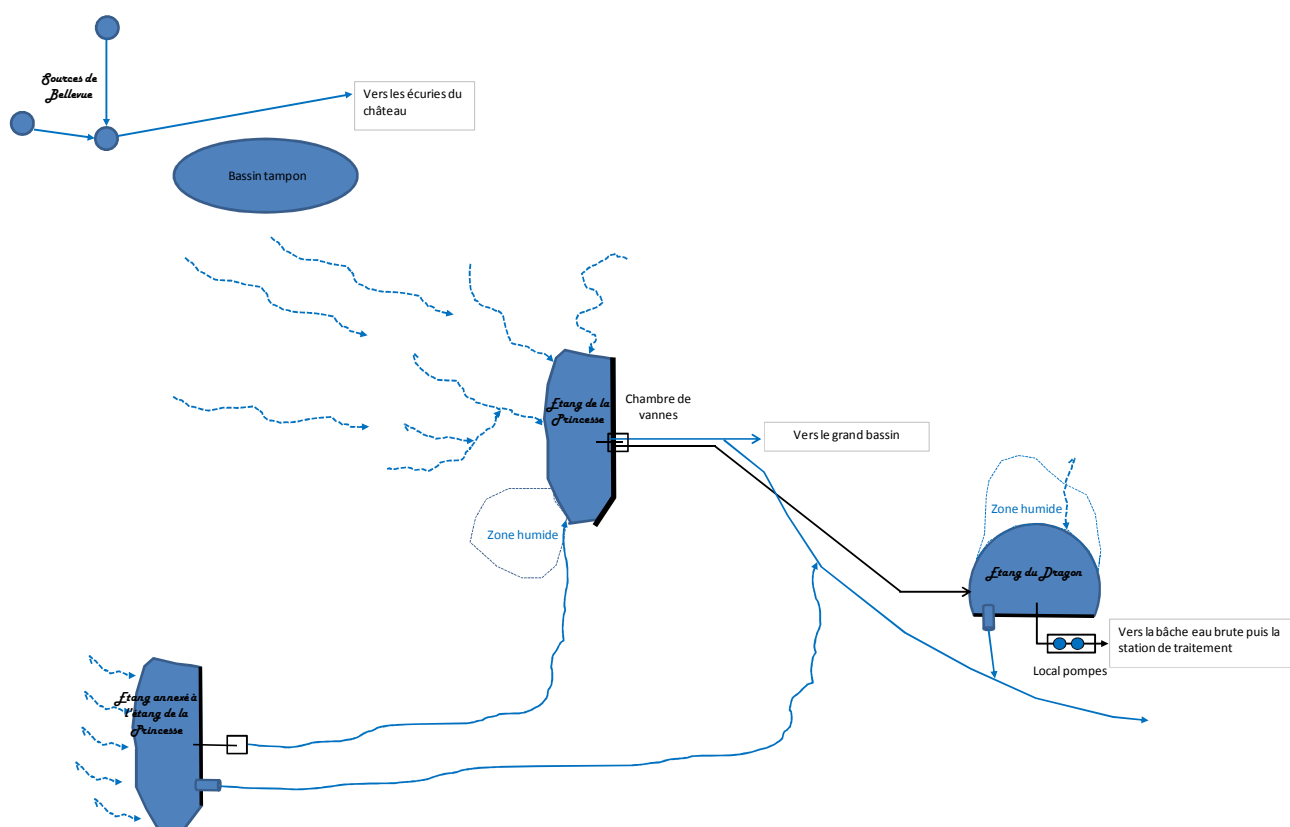 Sources de
Bellevue
Vers les écuries du
château
Bassin tampon
Etang de la
Princesse
Chambre de
vannes
Vers le grand bassin
Zone humide
Zone humide
Etang du Dragon
Vers la bâche eau brute puis la
station de traitement
Local pompes
Etang annexé à
l'étang de la
Princesse